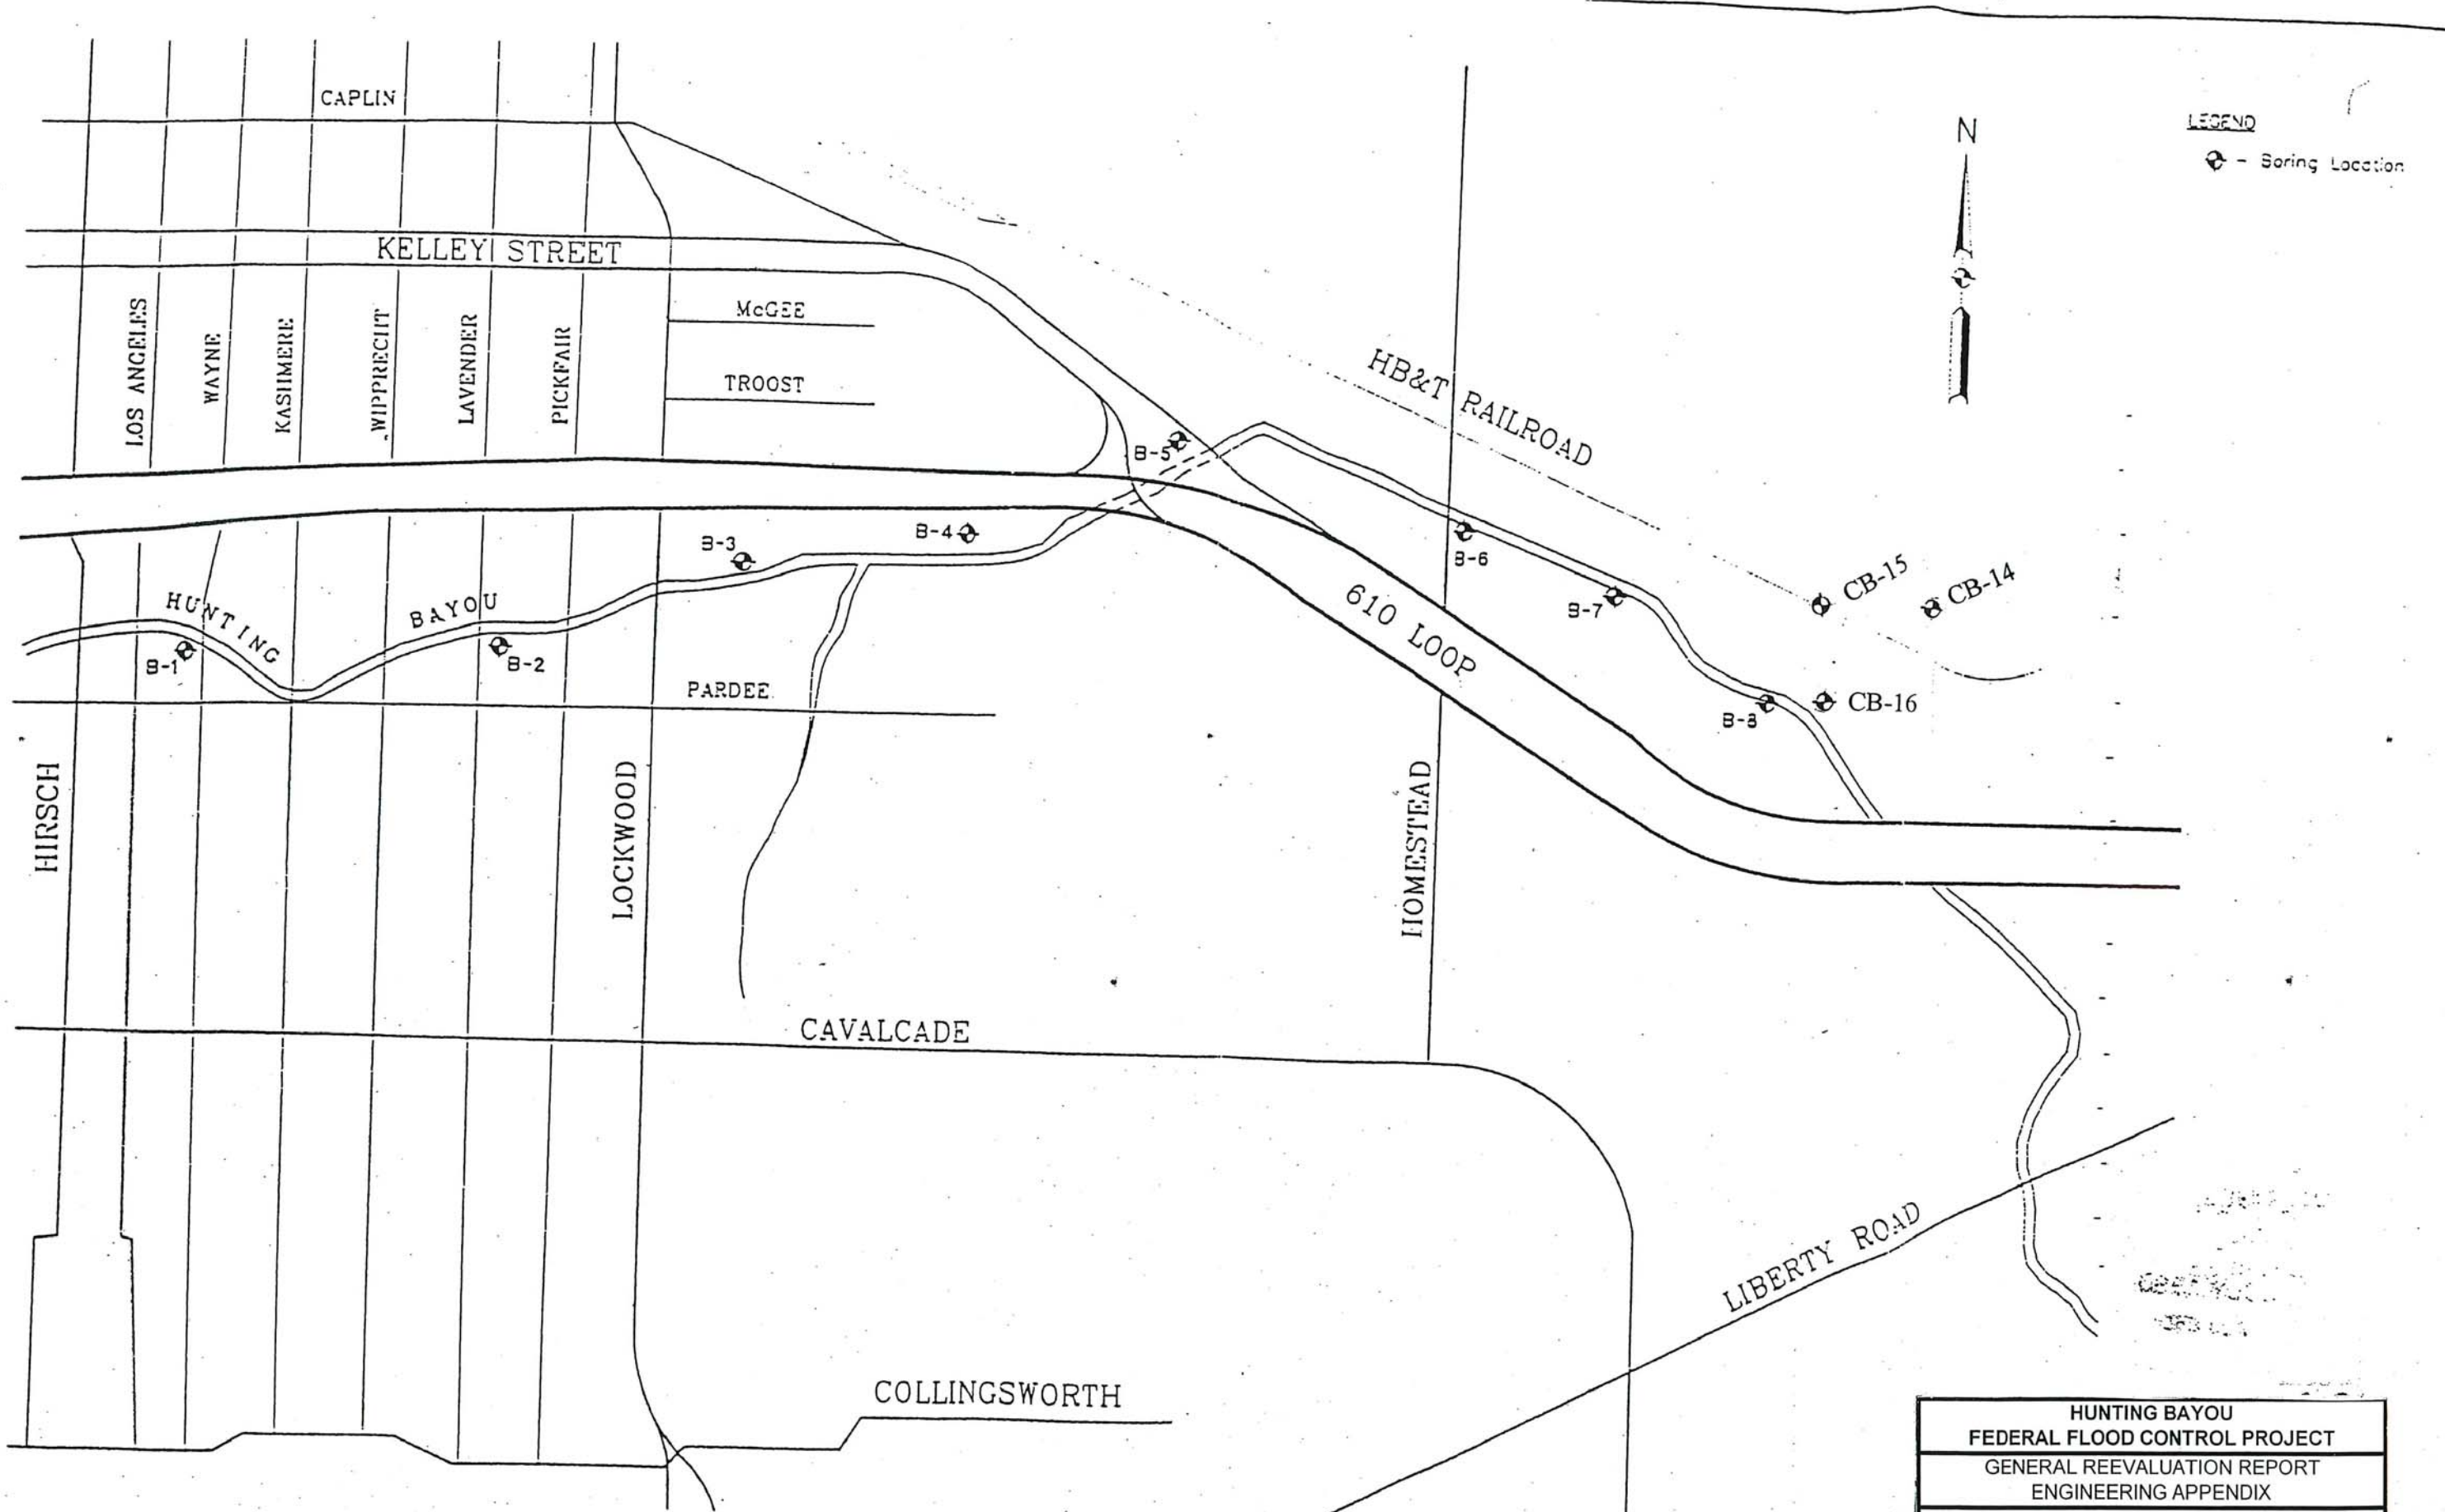 CAPLIN
N
LEGEND
- Boring Location
KELLEY STREET
McGEE
TROOST
LOS ANGELES
WAYNE
KASHMERE
WIPPRECHT
LAVENDER
PICKFAIR
HB&T RAILROAD
B-5
B-4
B-3
B-6
B-7
CB-15
CB-14
HUNTING BAYOU
B-1
B-2
610 LOOP
PARDEE
B-8
CB-16
HIRSCH
LOCKWOOD
HOMESTEAD
CAVALCADE
LIBERTY ROAD
COLLINGSWORTH
HUNTING BAYOU
FEDERAL FLOOD CONTROL PROJECT
GENERAL REEVALUATION REPORT
ENGINEERING APPENDIX